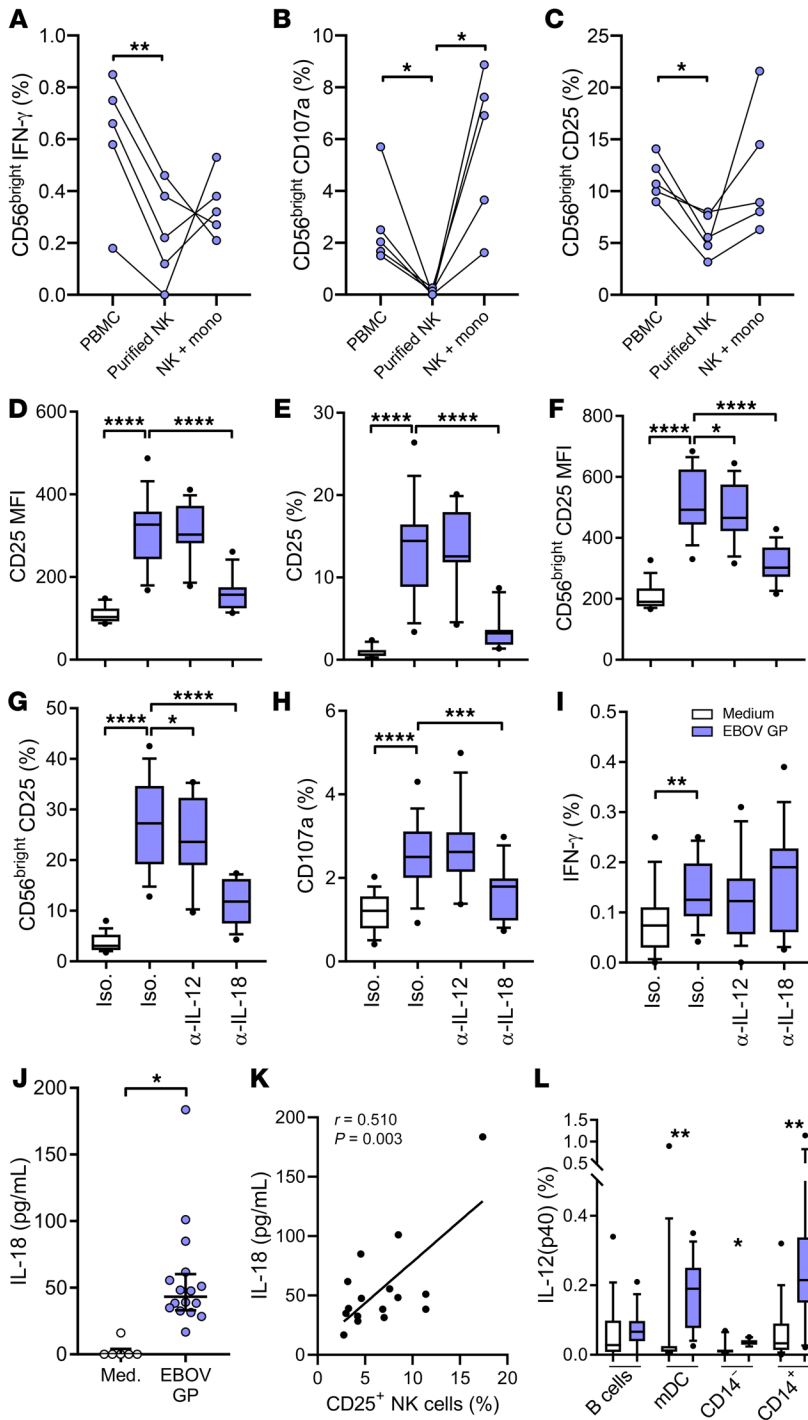 A
B
C
CD56bright IFN-γ (%)
1.0
0.8
0.6
0.4
0.2
0.0
**
PBMC
Purified NK
NK + mono
CD56bright CD107a (%)
10
8
6
4
2
0
*
*
PBMC
Purified NK
NK + mono
CD56bright CD25 (%)
25
20
15
10
5
0
*
PBMC
Purified NK
NK + mono
D
E
F
CD25 MFI
600
400
200
0
****
****
CD25 (%)
30
20
10
0
****
****
CD56bright CD25 MFI
800
600
400
200
0
****
****
*
G
H
I
CD56bright CD25 (%)
50
40
30
20
10
0
****
****
*
Iso.
Iso.
α-IL-12
α-IL-18
CD107a (%)
6
4
2
0
***
****
Iso.
Iso.
α-IL-12
α-IL-18
IFN-γ (%)
0.5
0.4
0.3
0.2
0.1
0.0
Medium
EBOV GP
**
Iso.
Iso.
α-IL-12
α-IL-18
J
K
L
IL-18 (pg/mL)
200
150
100
50
0
*
Med.
EBOV
GP
IL-18 (pg/mL)
200
150
100
50
0
r = 0.510
P = 0.003
0 5 10 15 20
CD25+ NK cells (%)
IL-12(p40) (%)
1.5
1.0
0.5
0.4
0.2
0.0
**
*
**
B cells
mDC
CD14-
CD14+